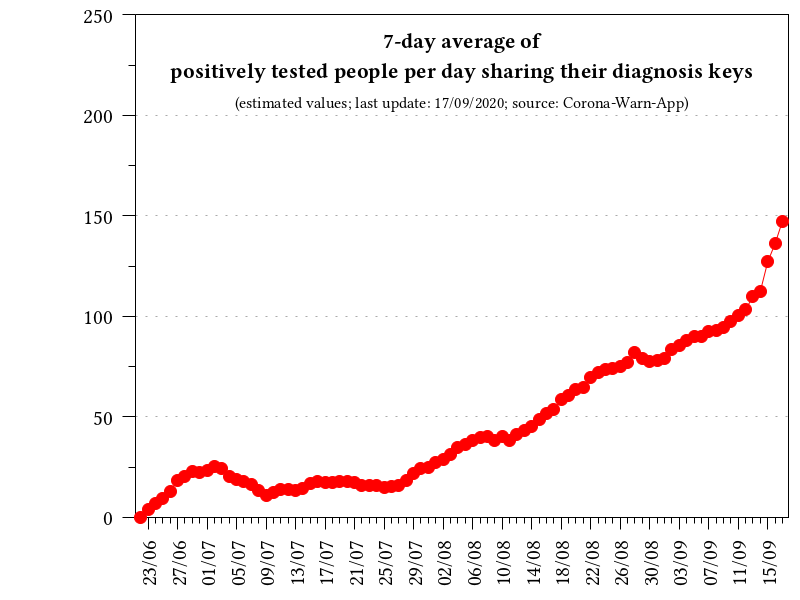 7-day average of
positively tested people per day sharing their diagnosis keys
(estimated values; last update: 17/09/2020; source: Corona-Warn-App)
250
200
150
100
50
0
23/06 27/06 01/07 05/07 09/07 13/07 17/07 21/07 25/07 29/07 02/08 06/08 10/08 14/08 18/08 22/08 26/08 30/08 03/09 07/09 11/09 15/09